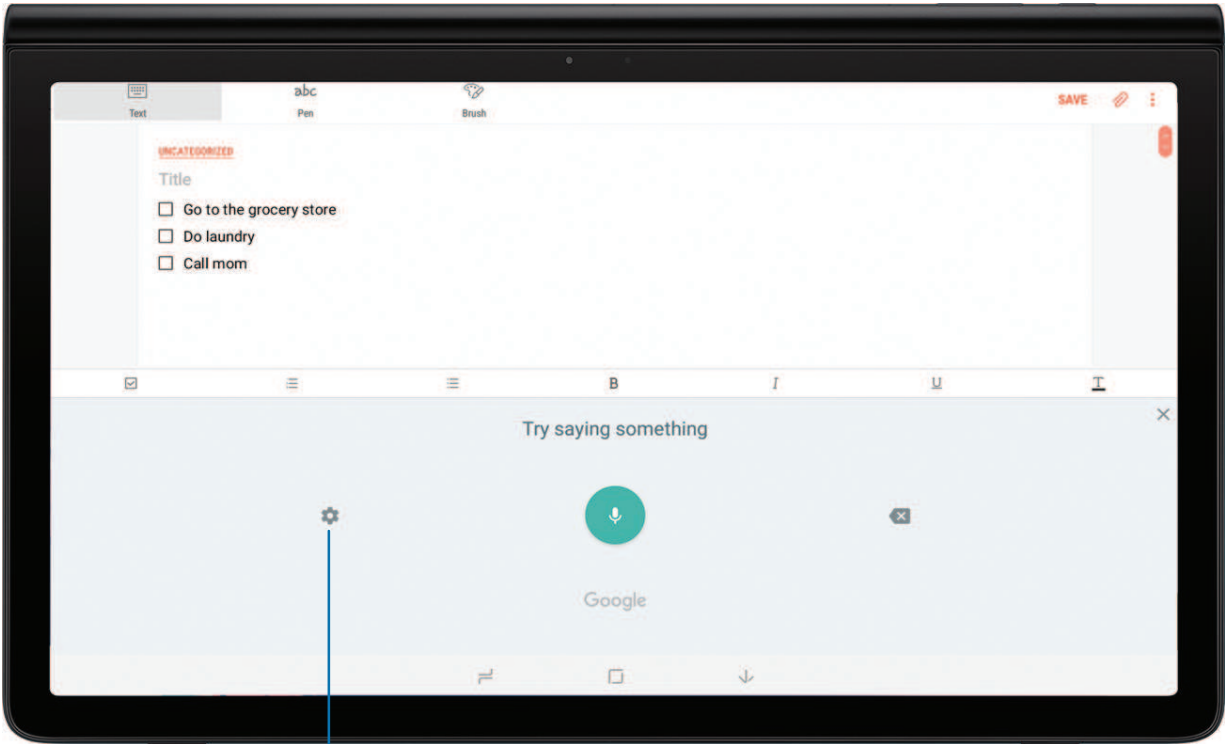 abc
Text
Pen
Brush
SAVE
UNCATEGORIZED
Title
Go to the grocery store
Do laundry
Call mom
B
I
U
T
Try saying something
Google